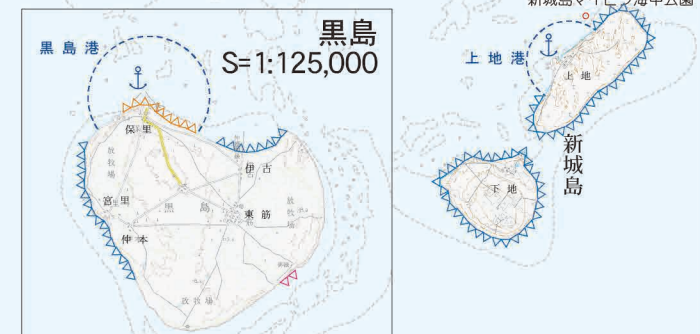 黒島
S=1:125,000
黒島港
保里
放牧場
伊古
宮里
黒島
東筋
放牧場
仲本
放牧場
上地港
上地
新城島
下地